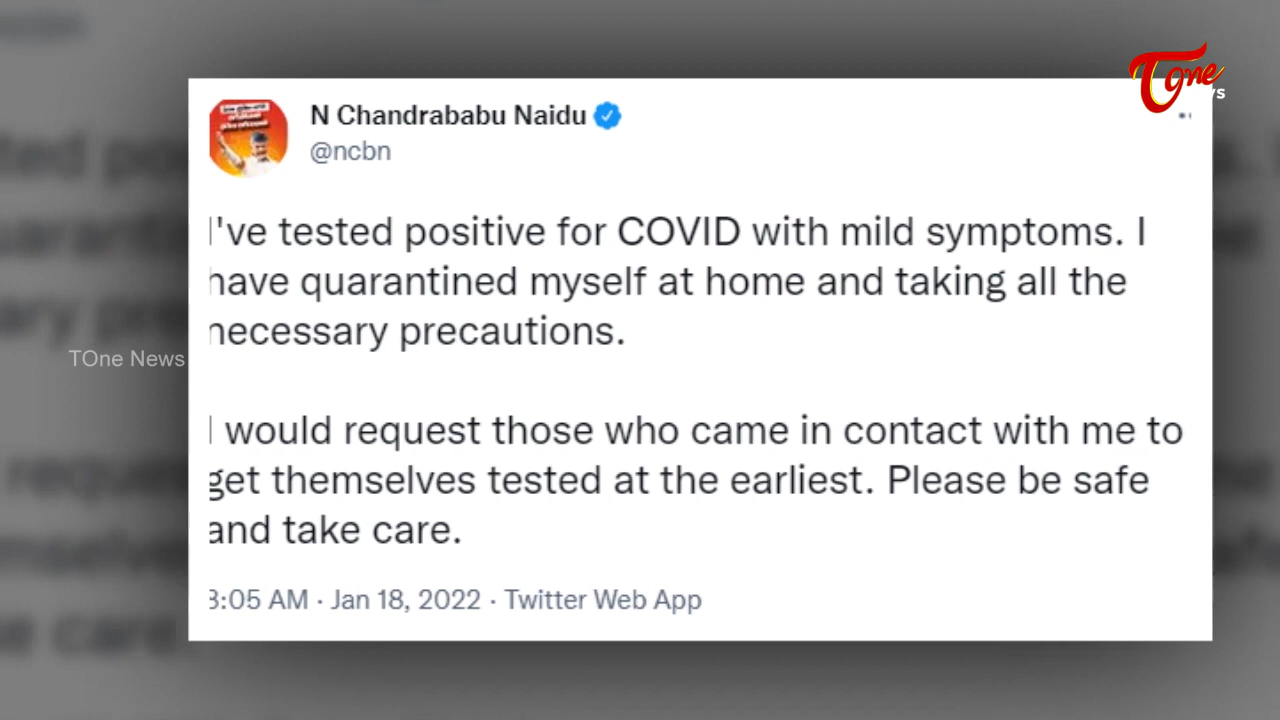 Tone
N Chandrababu Naidu
@ncbn
I've tested positive for COVID with mild symptoms. I
have quarantined myself at home and taking all the
necessary precautions.
TOne News
I would request those who came in contact with me to
get themselves tested at the earliest. Please be safe
and take care.
8:05 AM · Jan 18, 2022 · Twitter Web App